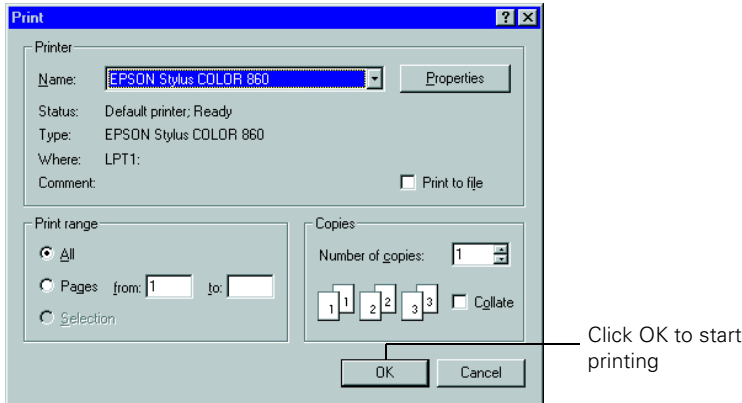 Print
Printer
Name: EPSON Stylus COLOR 860 Properties
Status: Default printer; Ready
Type: EPSON Stylus COLOR 860
Where: LPT1:
Comment: Print to file
Print range
All
Pages from: 1 to:
Selection
Copies
Number of copies: 1
1 1 2 2 3 3 Collate
OK Cancel
Click OK to start
printing